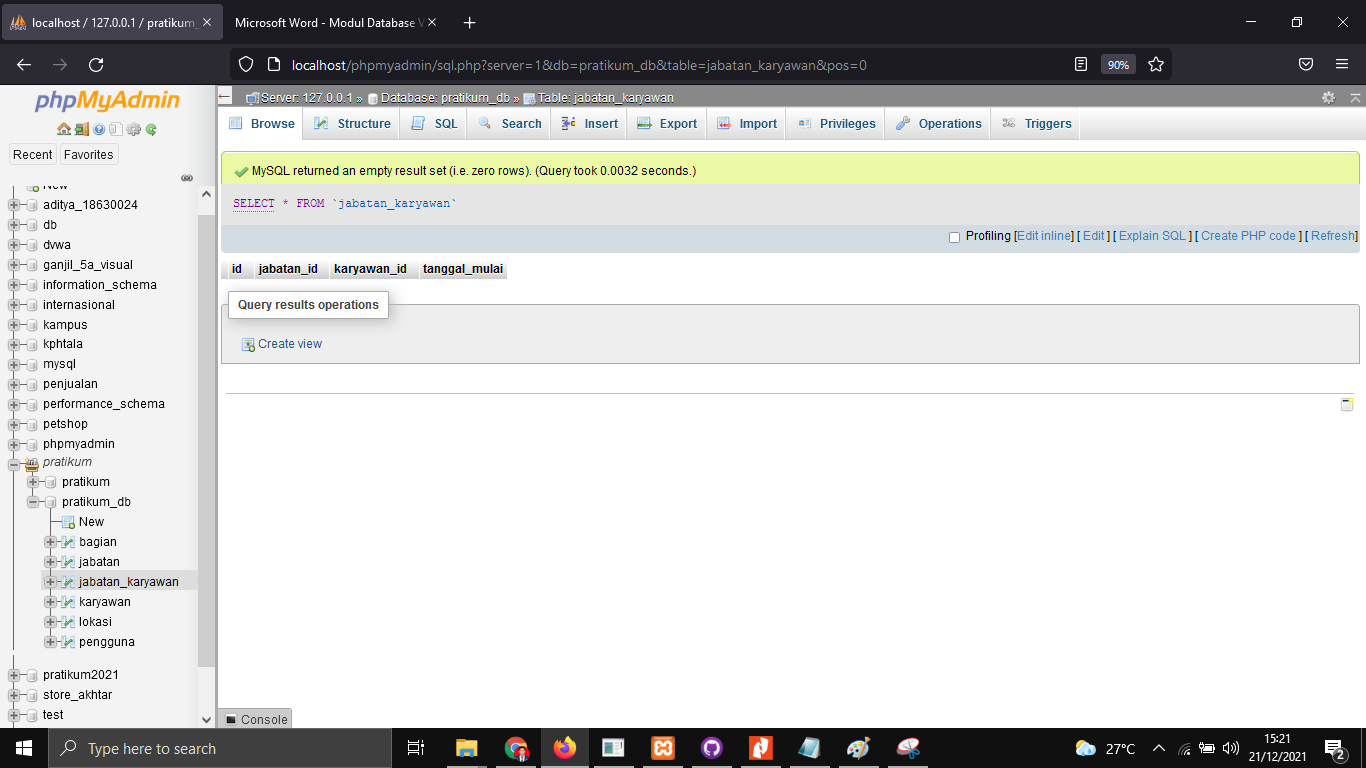 localhost / 127.0.0.1 / pratikum_
Microsoft Word - Modul Database W
localhost/phpmyadmin/sql.php?server=1&db=pratikum_db&table=jabatan_karyawan&pos=0
90%
phpMyAdmin
Server: 127.0.0.1 » Database: pratikum_db » Table: jabatan_karyawan
Browse Structure SQL Search Insert Export Import Privileges Operations Triggers
Recent Favorites
New
aditya_18630024
db
dvwa
ganjil_5a_visual
information_schema
internasional
kampus
kphtala
mysql
penjualan
performance_schema
petshop
phpmyadmin
pratikum
pratikum
pratikum_db
New
bagian
jabatan
jabatan_karyawan
karyawan
lokasi
pengguna
pratikum2021
store_akhtar
test
MySQL returned an empty result set (i.e. zero rows). (Query took 0.0032 seconds.)
SELECT * FROM `jabatan_karyawan`
Profiling [Edit inline] [ Edit ] [ Explain SQL ] [ Create PHP code ] [ Refresh]
id jabatan_id karyawan_id tanggal_mulai
Query results operations
Create view
Console
Type here to search
27°C
15:21
21/12/2021
2